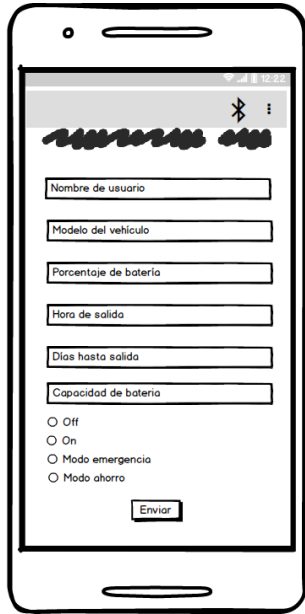 12:22
Nombre de usuario
Modelo del vehículo
Porcentaje de batería
Hora de salida
Días hasta salida
Capacidad de bateria
Off
On
Modo emergencia
Modo ahorro
Enviar